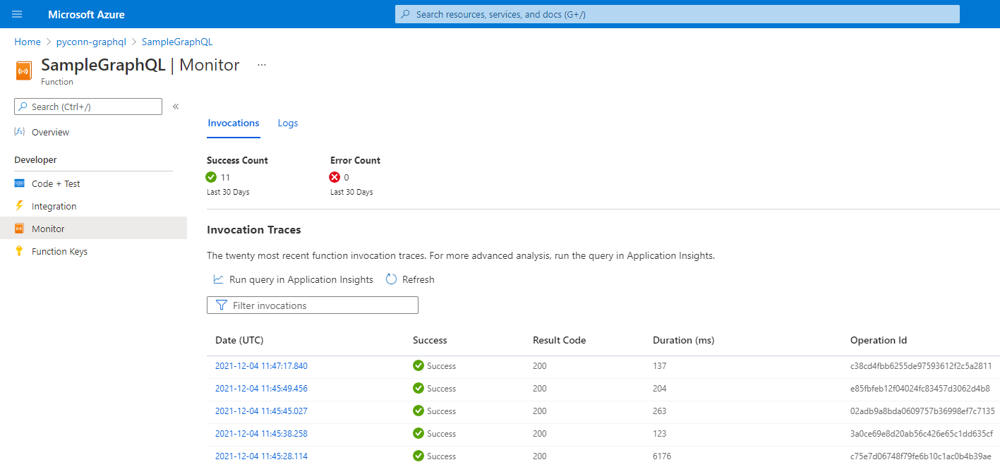 Microsoft Azure
Search resources, services, and docs (G+/)
Home > pyconn-graphql > SampleGraphQL
SampleGraphQL | Monitor ...
Function
Search (Ctrl+/) «
Overview
Developer
Code + Test
Integration
Monitor
Function Keys
Invocations Logs
Success Count Error Count
11 0
Last 30 Days Last 30 Days
Invocation Traces
The twenty most recent function invocation traces. For more advanced analysis, run the query in Application Insights.
Run query in Application Insights Refresh
Filter invocations
Date (UTC) Success Result Code Duration (ms) Operation Id
2021-12-04 11:47:17.840 Success 200 137 c38cd4fbb6255de97593612f2c5a2811
2021-12-04 11:45:49.456 Success 200 204 e85fbfeb12f04024fc83457d3062d4b8
2021-12-04 11:45:45.027 Success 200 263 02adb9a8bda0609757b36998ef7c7135
2021-12-04 11:45:38.258 Success 200 123 3a0ce69e8d20ab56c426e65c1dd635cf
2021-12-04 11:45:28.114 Success 200 6176 c75e7d06748f79fe6b10c1ac0b4b39ae